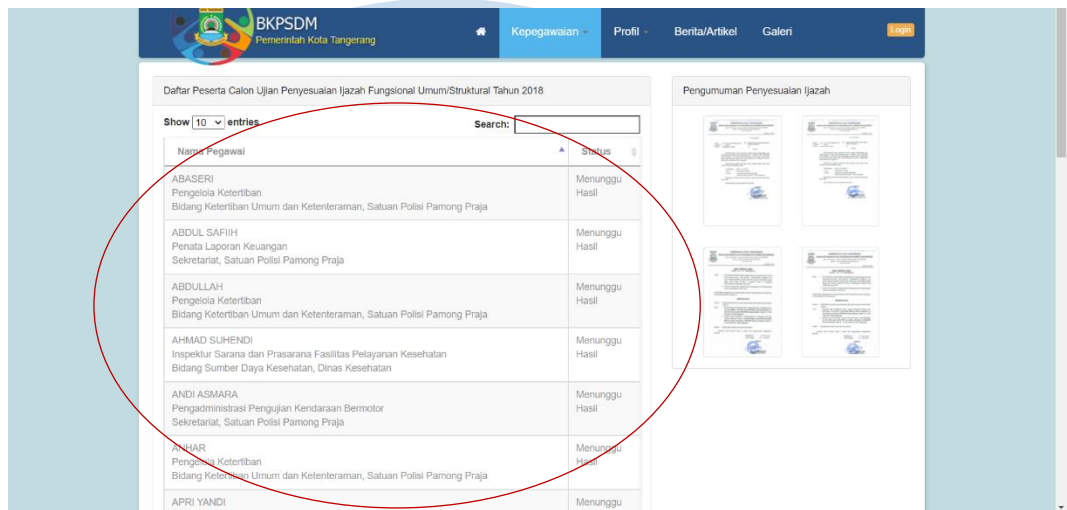 BKPSDM
Pemerintah Kota Tangerang
Kepegawaian
Profil
Berita/Artikel
Galeri
Login
Daftar Peserta Calon Ujian Penyesuaian Ijazah Fungsional Umum/Struktural Tahun 2018
Show 10 entries
Search:
Nama Pegawai
Status
ABASERI
Pengelola Ketertiban
Bidang Ketertiban Umum dan Ketenteraman, Satuan Polisi Pamong Praja
Menunggu
Hasil
ABDUL SAFIIH
Penata Laporan Keuangan
Sekretariat, Satuan Polisi Pamong Praja
Menunggu
Hasil
ABDULLAH
Pengelola Ketertiban
Bidang Ketertiban Umum dan Ketenteraman, Satuan Polisi Pamong Praja
Menunggu
Hasil
AHMAD SUHENDI
Inspektur Sarana dan Prasarana Fasilitas Pelayanan Kesehatan
Bidang Sumber Daya Kesehatan, Dinas Kesehatan
Menunggu
Hasil
ANDI ASMARA
Pengadministrasi Pengujian Kendaraan Bermotor
Sekretariat, Satuan Polisi Pamong Praja
Menunggu
Hasil
ANHAR
Pengelola Ketertiban
Bidang Ketertiban Umum dan Ketenteraman, Satuan Polisi Pamong Praja
Menunggu
Hasil
APRI YANDI
Menunggu
Pengumuman Penyesuaian Ijazah